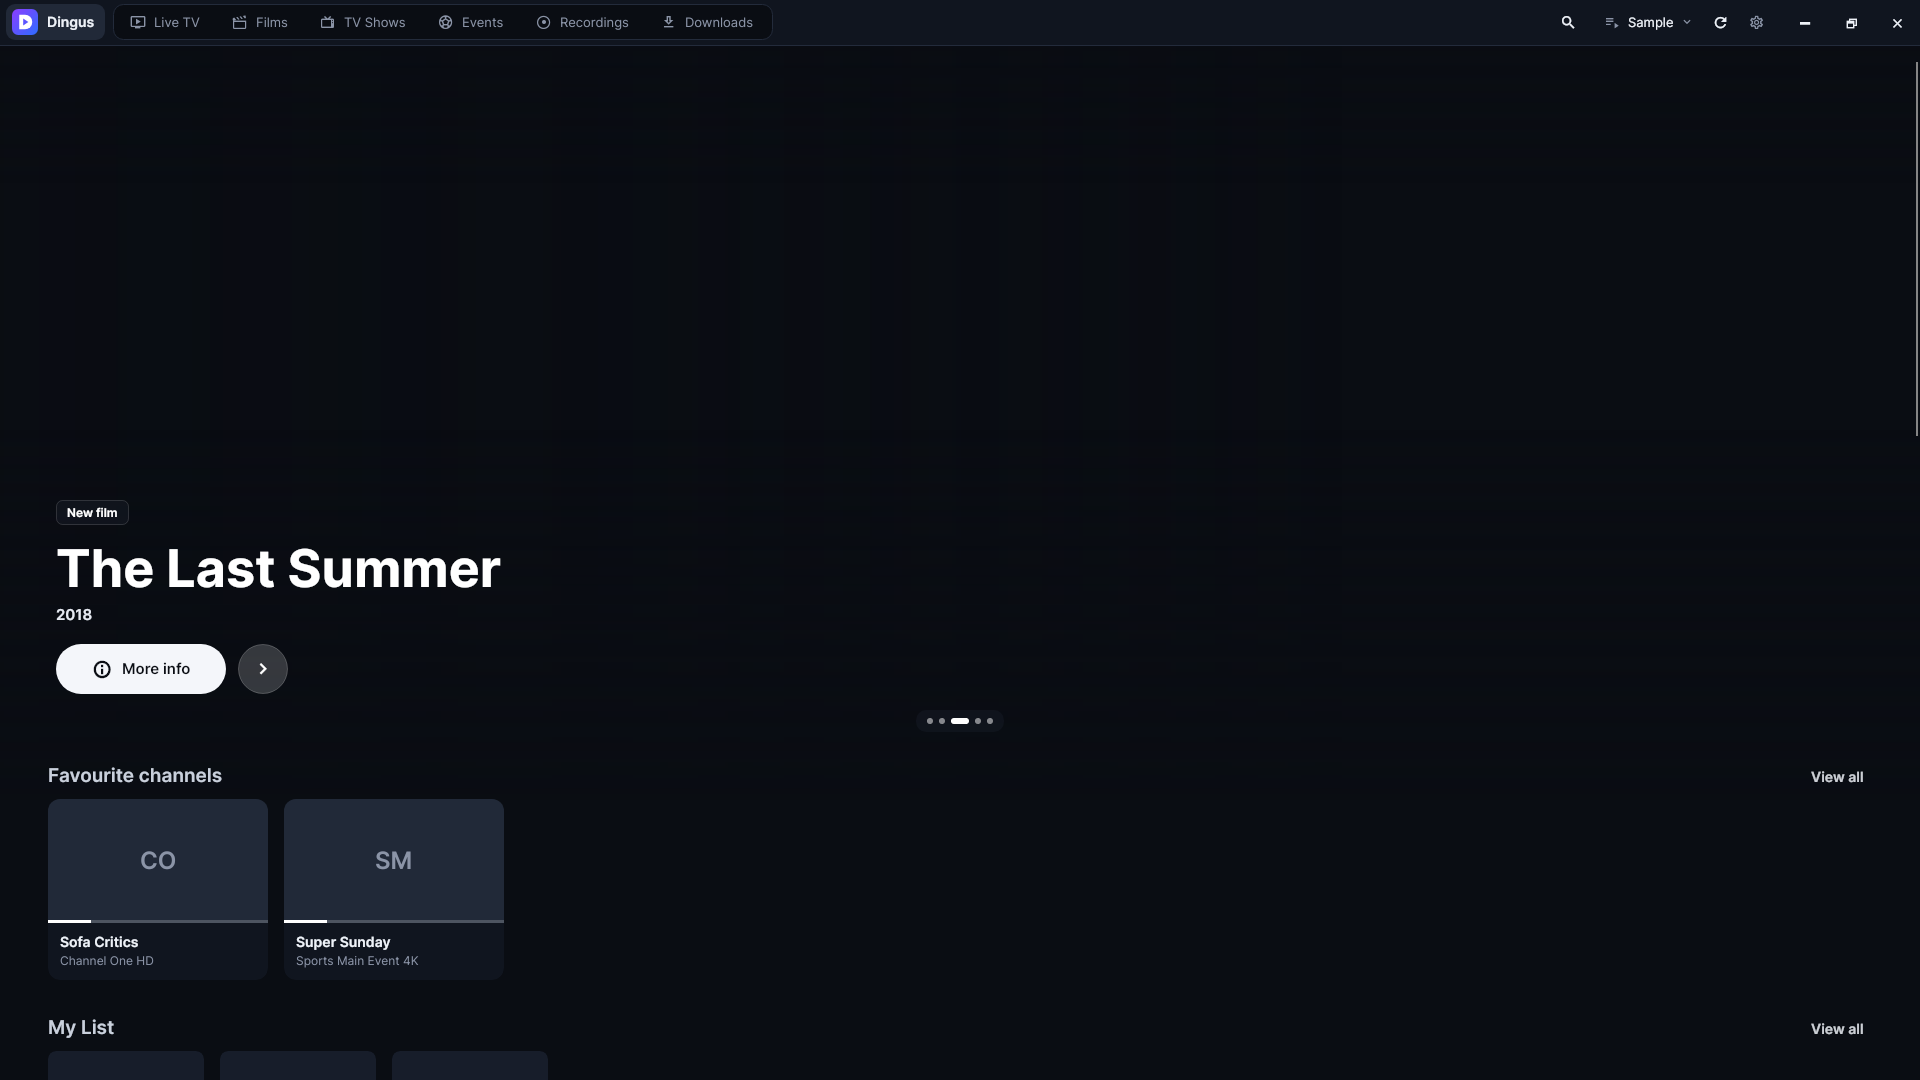 Dingus
Live TV
Films
TV Shows
Events
Recordings
Downloads
Sample
New film
The Last Summer
2018
More info
Favourite channels
View all
CO
SM
Sofa Critics
Channel One HD
Super Sunday
Sports Main Event 4K
My List
View all